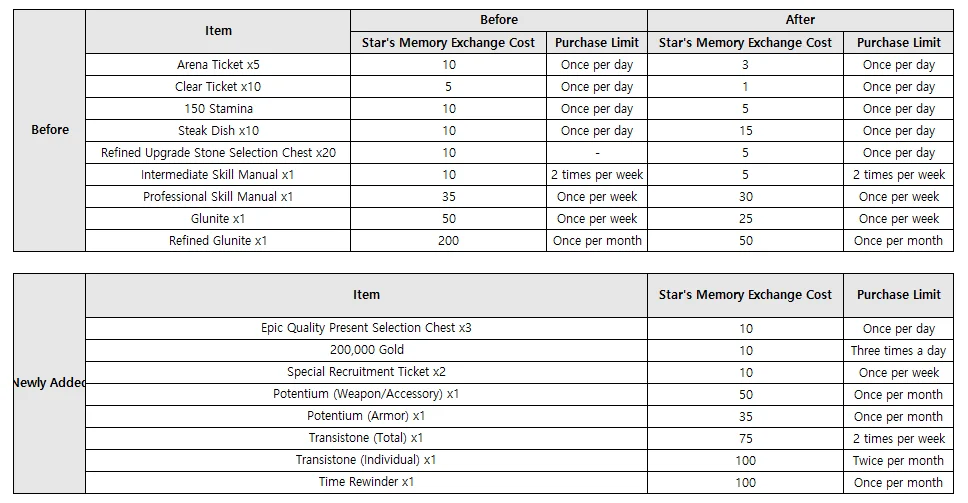 Before After
Item
Star's Memory Exchange Cost Purchase Limit Star's Memory Exchange Cost Purchase Limit
Before
Arena Ticket x5 10 Once per day 3 Once per day
Clear Ticket x10 5 Once per day 1 Once per day
150 Stamina 10 Once per day 5 Once per day
Steak Dish x10 10 Once per day 15 Once per day
Refined Upgrade Stone Selection Chest x20 10 - 5 Once per day
Intermediate Skill Manual x1 10 2 times per week 5 2 times per week
Professional Skill Manual x1 35 Once per week 30 Once per week
Glunite x1 50 Once per week 25 Once per week
Refined Glunite x1 200 Once per month 50 Once per month
Item Star's Memory Exchange Cost Purchase Limit
Newly Added
Epic Quality Present Selection Chest x3 10 Once per day
200,000 Gold 10 Three times a day
Special Recruitment Ticket x2 10 Once per week
Potentium (Weapon/Accessory) x1 50 Once per month
Potentium (Armor) x1 35 Once per month
Transistone (Total) x1 75 2 times per week
Transistone (Individual) x1 100 Twice per month
Time Rewinder x1 100 Once per month